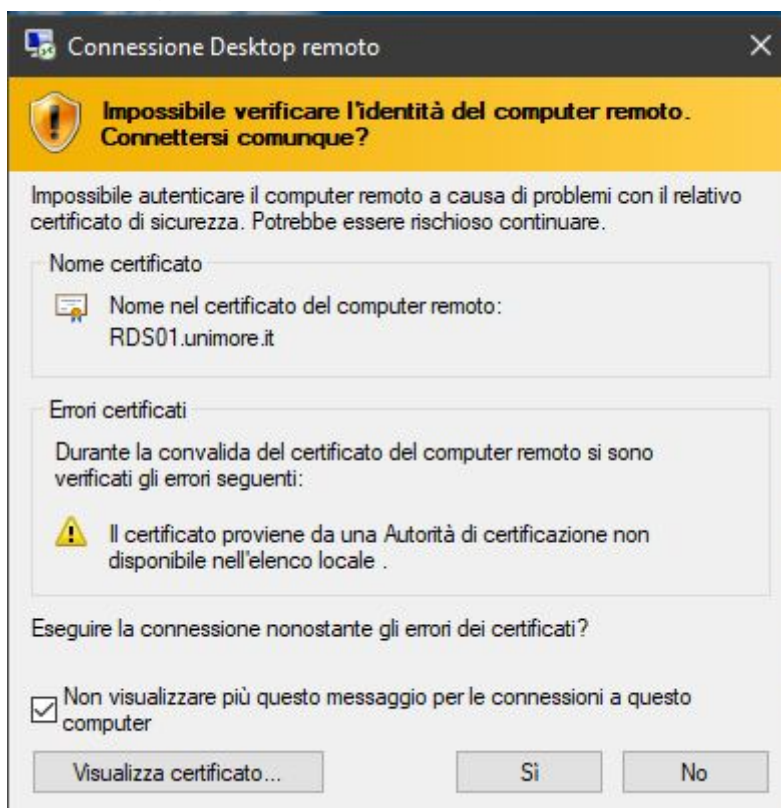 Connessione Desktop remoto
Impossibile verificare l'identità del computer remoto.
Connettersi comunque?
Impossibile autenticare il computer remoto a causa di problemi con il relativo
certificato di sicurezza. Potrebbe essere rischioso continuare.
Nome certificato
Nome nel certificato del computer remoto:
RDS01.unimore.it
Errori certificati
Durante la convalida del certificato del computer remoto si sono
verificati gli errori seguenti:
Il certificato proviene da una Autorità di certificazione non
disponibile nell'elenco locale .
Eseguire la connessione nonostante gli errori dei certificati?
Non visualizzare più questo messaggio per le connessioni a questo
computer
Visualizza certificato... Sì No